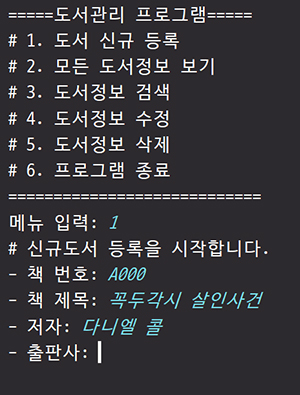 =====도서관리 프로그램=====
# 1. 도서 신규 등록
# 2. 모든 도서정보 보기
# 3. 도서정보 검색
# 4. 도서정보 수정
# 5. 도서정보 삭제
# 6. 프로그램 종료
============================
메뉴 입력: 1
# 신규도서 등록을 시작합니다.
- 책 번호: A000
- 책 제목: 꼭두각시 살인사건
- 저자: 다니엘 콜
- 출판사: